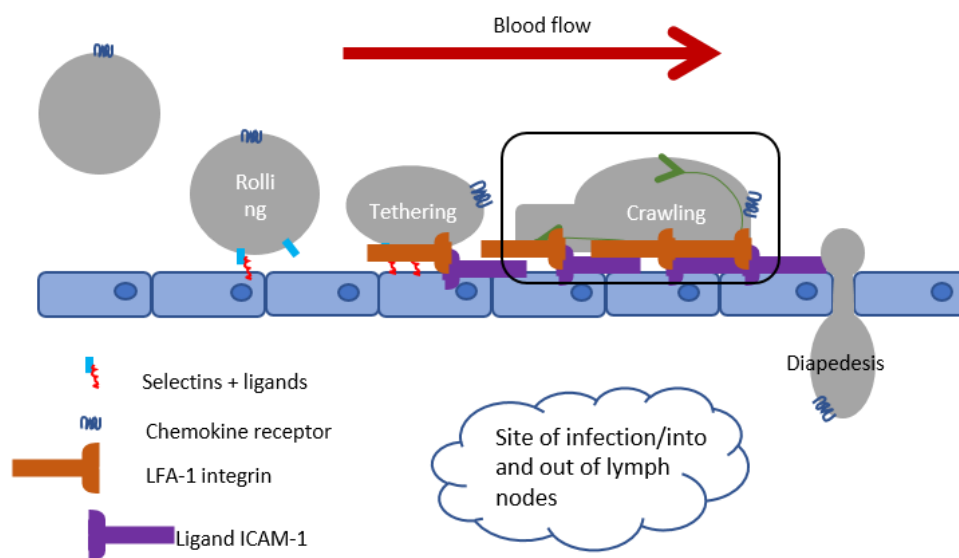 Blood flow
Rolli
ng
Tethering
Crawling
Diapedesis
Selectins + ligands
Chemokine receptor
LFA-1 integrin
Ligand ICAM-1
Site of infection/into
and out of lymph
nodes